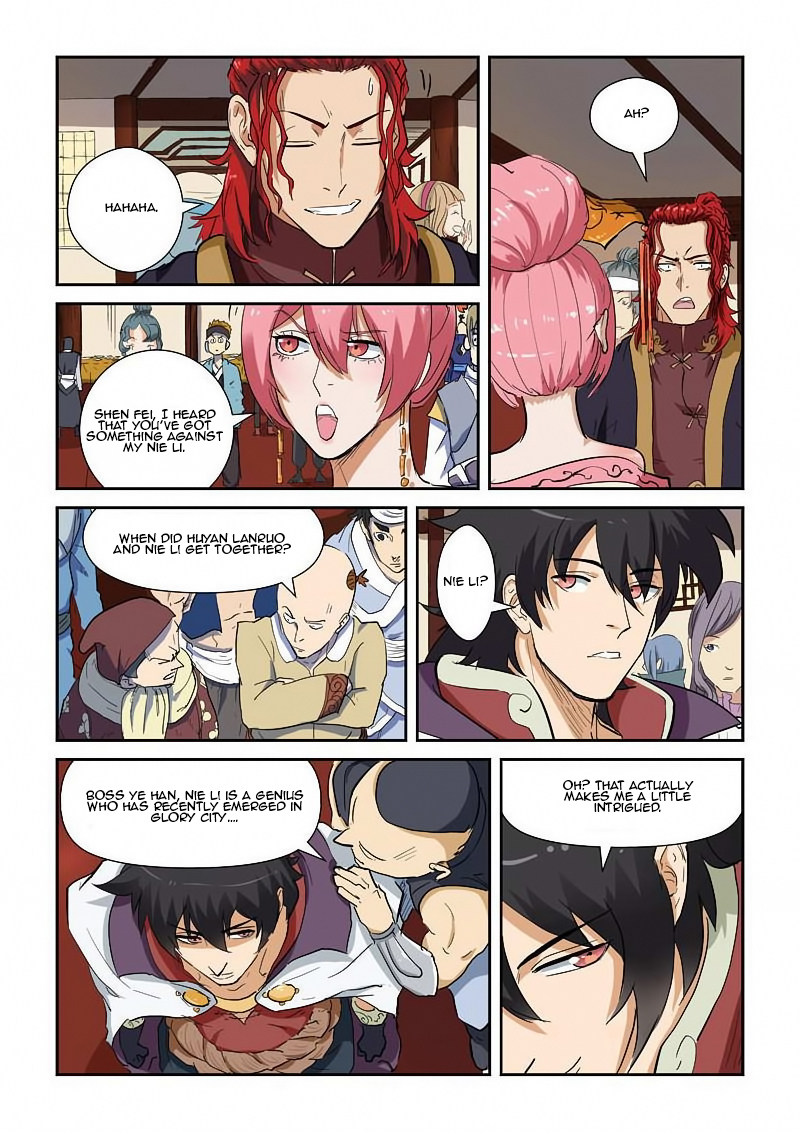 HAHAHA.
AH?
SHEN FEI, I HEARD
THAT YOU'VE GOT
SOMETHING AGAINST
MY NIE LI.
WHEN DID HUYAN LANRUO
AND NIE LI GET TOGETHER?
NIE LI?
BOSS YE HAN, NIE LI IS A GENIUS
WHO HAS RECENTLY EMERGED IN
GLORY CITY....
OH? THAT ACTUALLY
MAKES ME A LITTLE
INTRIGUED.